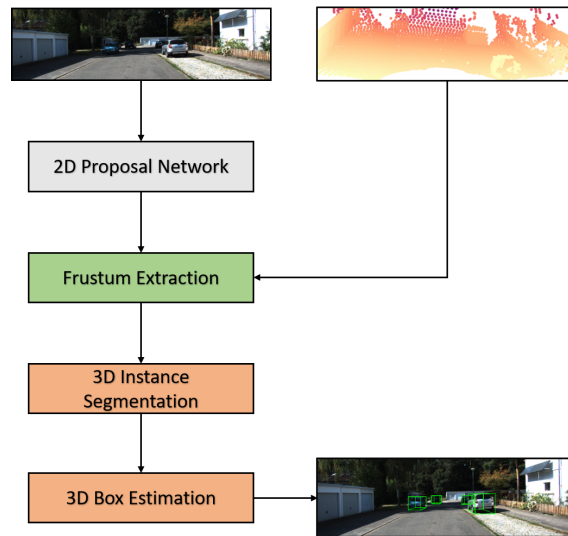 2D Proposal Network
Frustum Extraction
3D Instance
Segmentation
3D Box Estimation